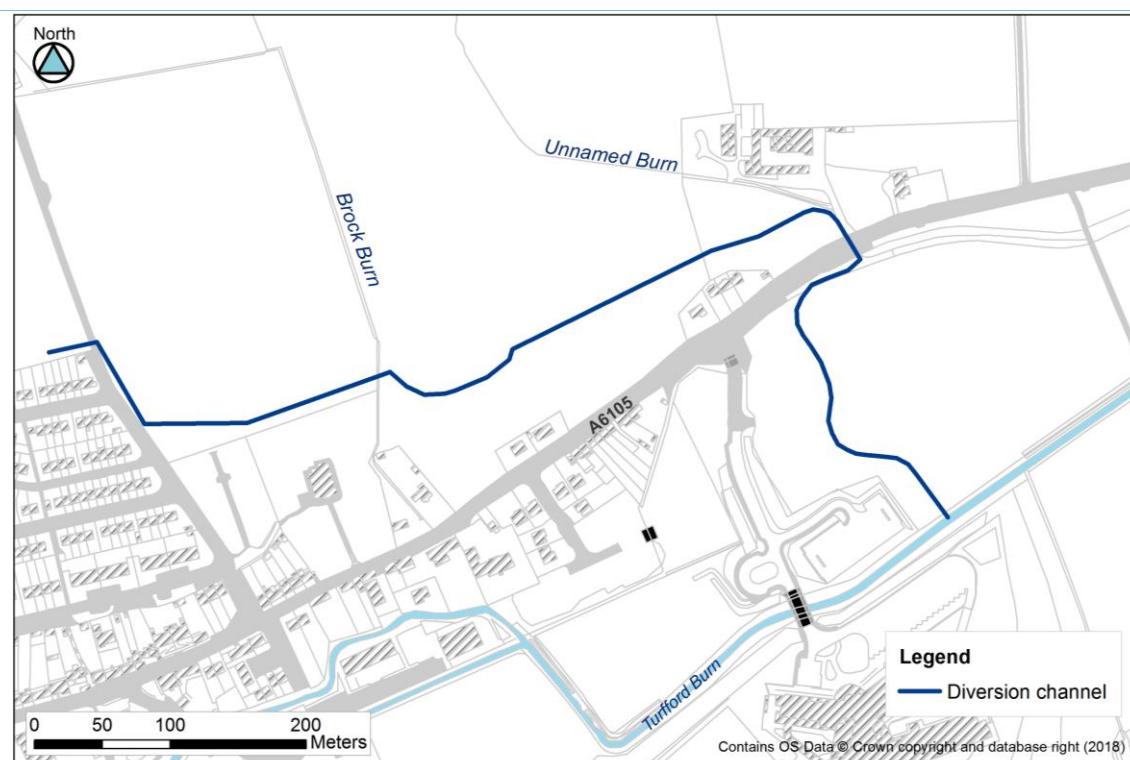 North
Unnamed Burn
Brock Burn
A6105
Turfford Burn
Legend
Diversion channel
0 50 100 200
Meters
Contains OS Data © Crown copyright and database right (2018)